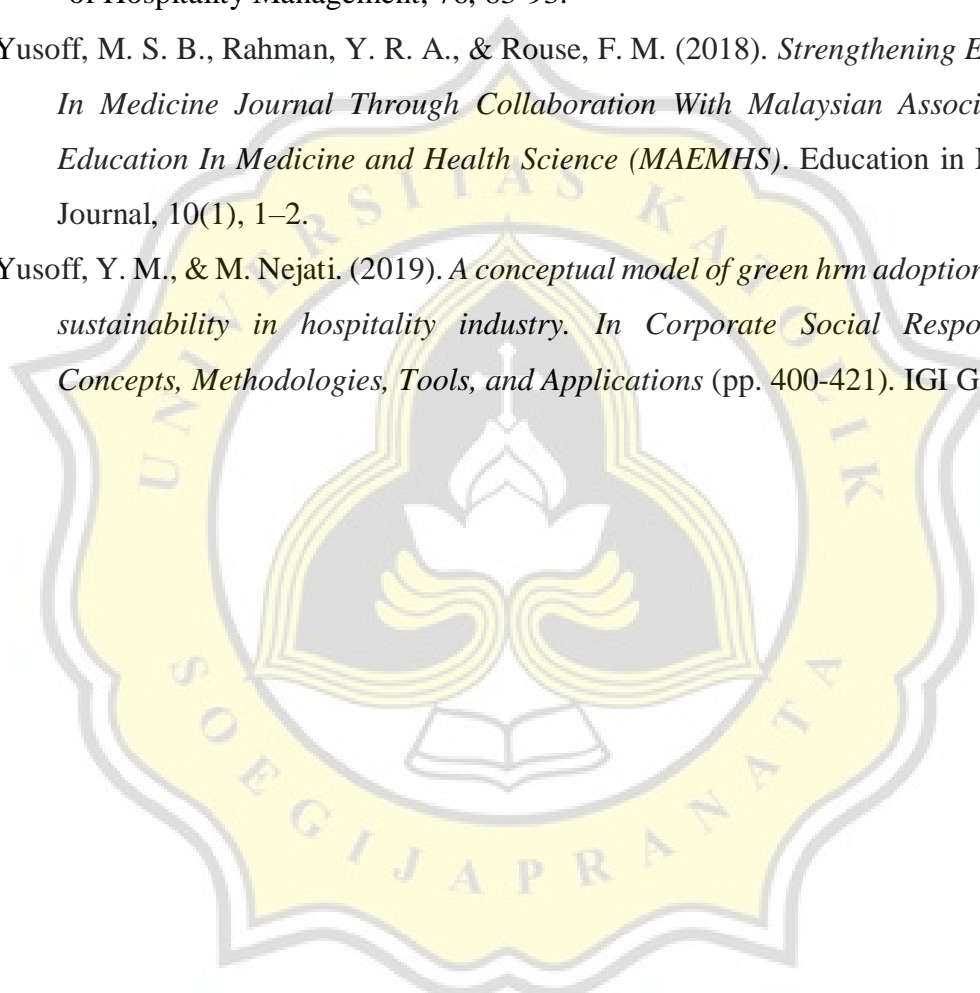 of Hospitality Management, 76, 83-93.
Yusoff, M. S. B., Rahman, Y. R. A., & Rouse, F. M. (2018). Strengthening
In Medicine Journal Through Collaboration With Malaysian
Education In Medicine and Health Science (MAEMHS). Education in
Journal, 10(1), 1–2.
Yusoff, Y. M., & M. Nejati. (2019). A conceptual model of green hrm adoption
sustainability in hospitality industry. In Corporate Social
Concepts, Methodologies, Tools, and Applications (pp. 400-421). IGI
UNIVERSITAS KATOLIK
SOEGIJAPRANATA